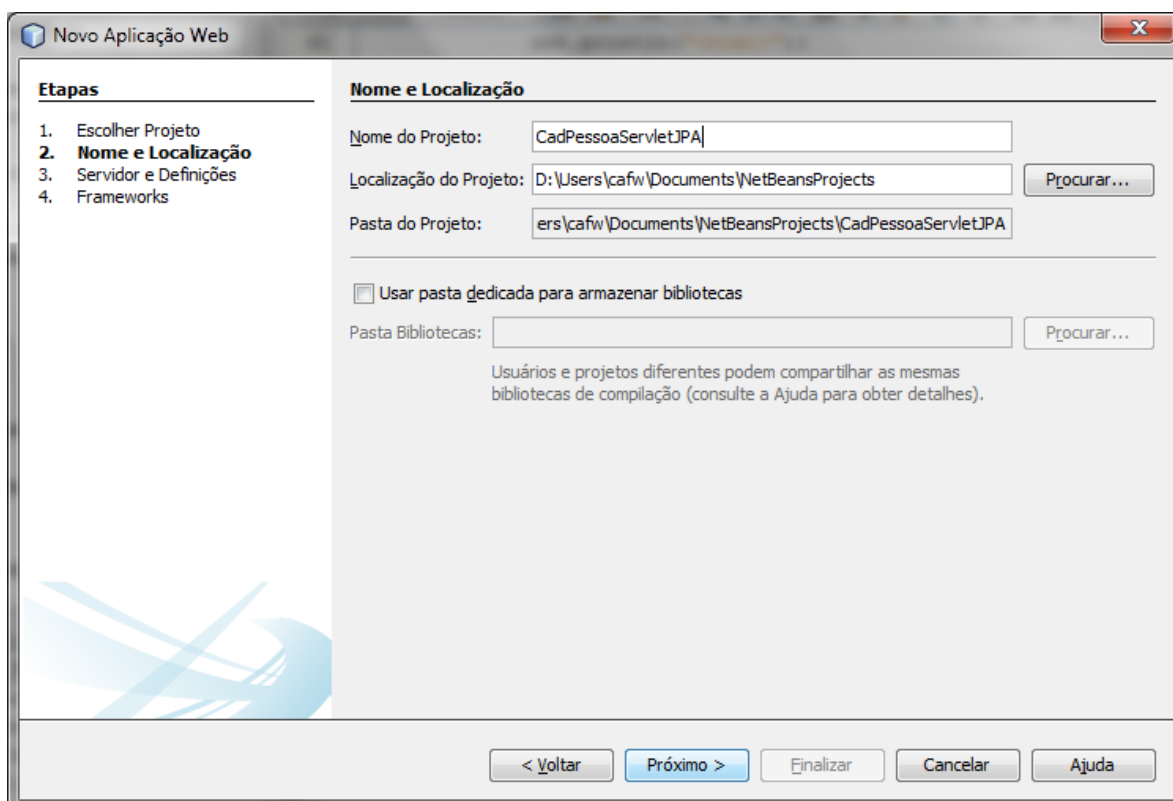 Novo Aplicação Web
Etapas
1. Escolher Projeto
2. Nome e Localização
3. Servidor e Definições
4. Frameworks
Nome e Localização
Nome do Projeto: CadPessoaServletJPA
Localização do Projeto: D:\Users\cafw\Documents\NetBeansProjects Procurar...
Pasta do Projeto: ers\cafw\Documents\NetBeansProjects\CadPessoaServletJPA
Usar pasta dedicada para armazenar bibliotecas
Pasta Bibliotecas: Procurar...
Usuários e projetos diferentes podem compartilhar as mesmas
bibliotecas de compilação (consulte a Ajuda para obter detalhes).
< Voltar Próximo > Finalizar Cancelar Ajuda